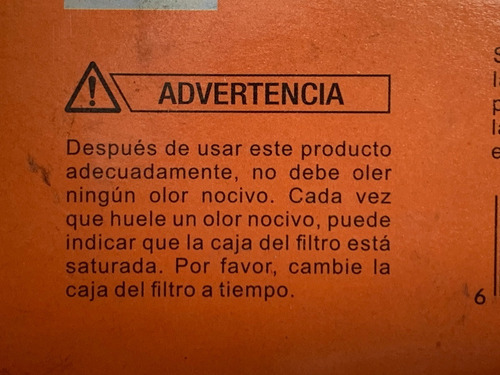 ADVERTENCIA
Después de usar este producto
adecuadamente, no debe oler
ningún olor nocivo. Cada vez
que huele un olor nocivo, puede
indicar que la caja del filtro está
saturada. Por favor, cambie la
caja del filtro a tiempo.
6